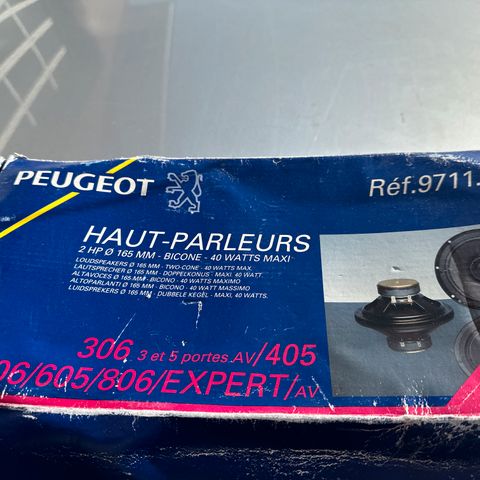 PEUGEOT
Réf.9711.
HAUT-PARLEURS
2 HP Ø 165 MM - BICONE - 40 WATTS MAXI
LOUDSPEAKERS Ø 165 MM - TWO-CONE - 40 WATTS MAX.
LAUTSPRECHER Ø 165 MM - DOPPELKONUS - MAXI. 40 WATT.
ALTAVOCES Ø 165 MM - BICONO - 40 WATTS MAXIMO
ALTOPARLANTI Ø 165 MM - BICONO - 40 WATT MASSIMO
LUIDSPREKERS Ø 165 MM - DUBBELE KEGEL - MAXI. 40 WATTS.
306 3 et 5 portes AV/405
06/605/806/EXPERT/AV